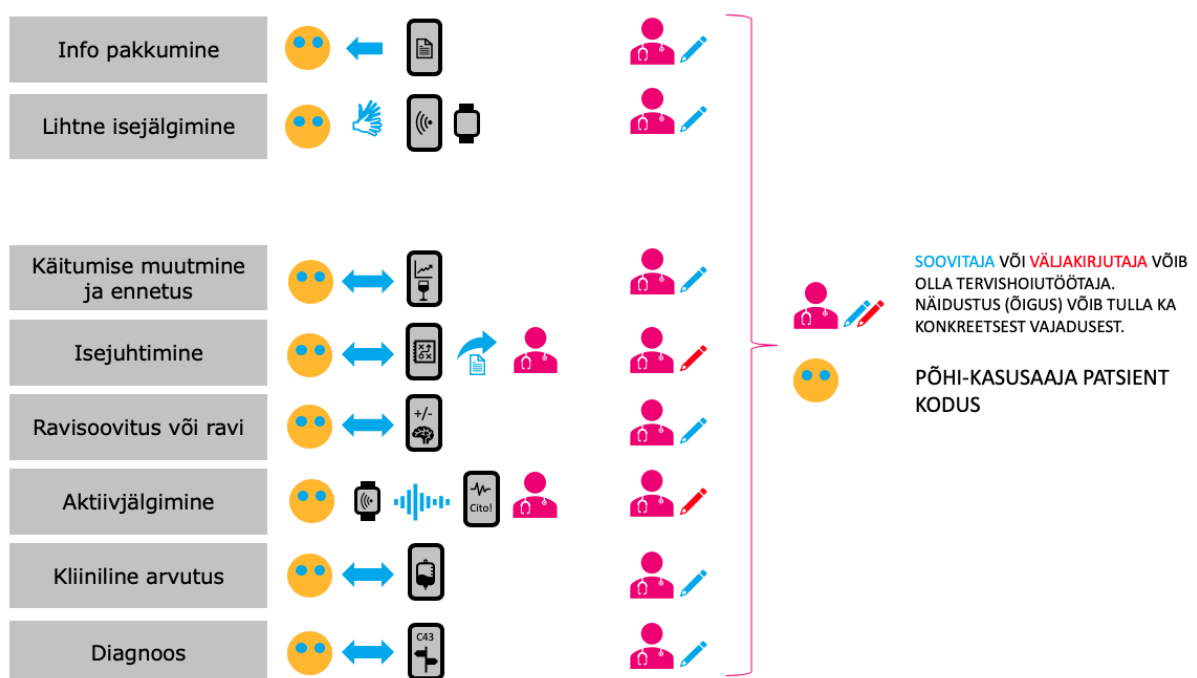 Info pakkumine
Lihtne isejälgimine
Käitumise muutmine
ja ennetus
Isejuhtimine
Ravisoovitus või ravi
+/-
Aktiivjälgimine
Cito!
Kliiniline arvutus
Diagnoos
C43
SOOVITAJA VÕI VÄLJAKIRJUTAJA VÕIB
OLLA TERVISHOIUTÖÖTAJA.
NÄIDUSTUS (ÕIGUS) VÕIB TULLA KA
KONKREETSEST VAJADUSEST.
PÕHI-KASUSAAJA PATSIENT
KODUS